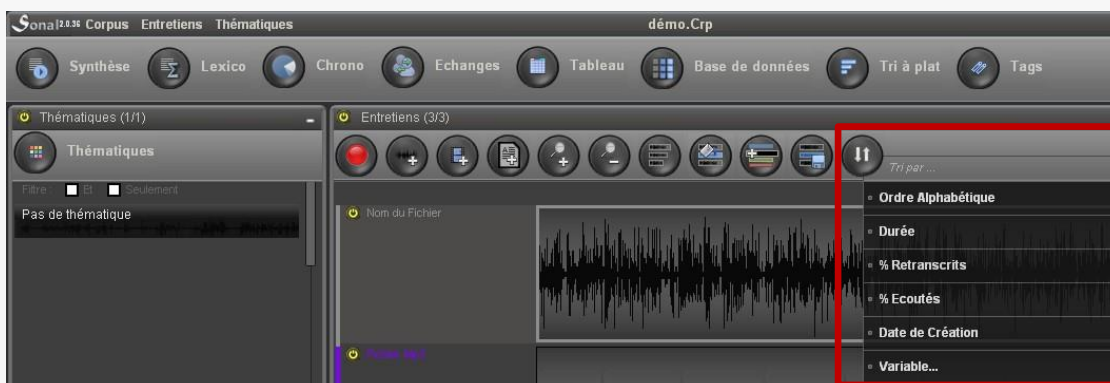 Sonal 2.0.36 Corpus Entretiens Thématiques démo.Crp
Synthèse Lexico Chrono Echanges Tableau Base de données Tri à plat Tags
Thématiques (1/1)
Thématiques
Filtre : Et Seulement
Pas de thématique
Entretiens (3/3)
Nom du Fichier
Tri par ...
Ordre Alphabétique
Durée
% Retranscrits
% Ecoutés
Date de Création
Variable...